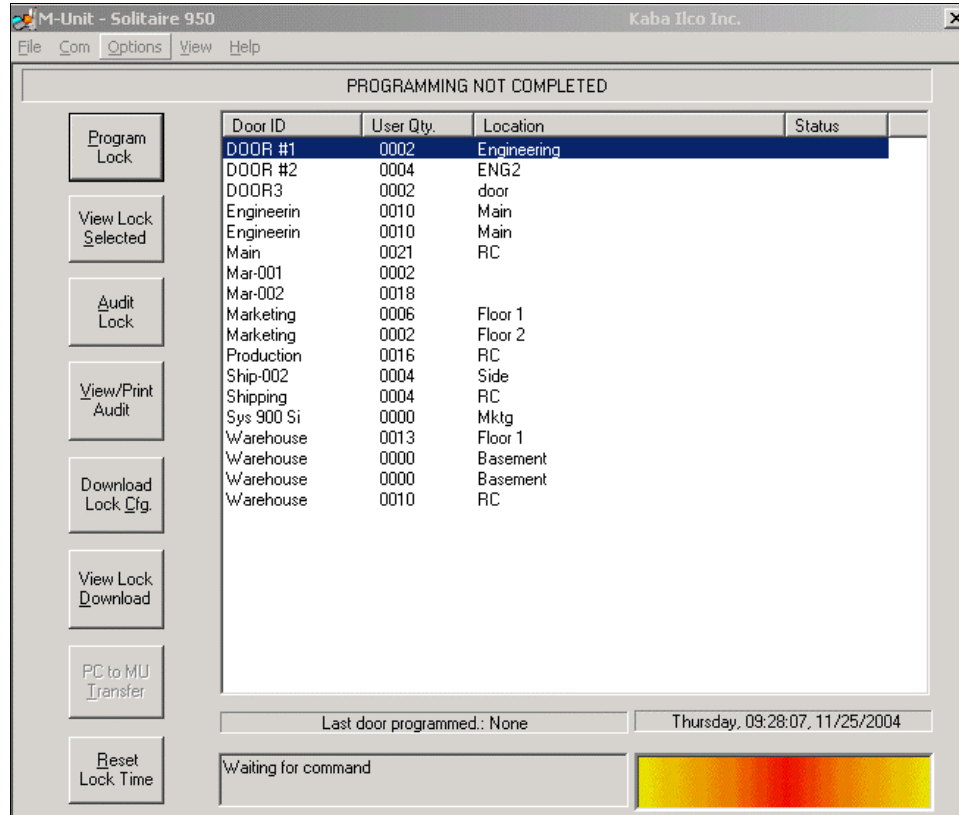 M-Unit - Solitaire 950 Kaba Ilco Inc.
File Com Options View Help
PROGRAMMING NOT COMPLETED
Program
Lock
View Lock
Selected
Audit
Lock
View/Print
Audit
Download
Lock Cfg.
View Lock
Download
PC to MU
Transfer
Reset
Lock Time
Door ID User Qty. Location Status
DOOR #1 0002 Engineering
DOOR #2 0004 ENG2
DOOR3 0002 door
Engineerin 0010 Main
Engineerin 0010 Main
Main 0021 RC
Mar-001 0002
Mar-002 0018
Marketing 0006 Floor 1
Marketing 0002 Floor 2
Production 0016 RC
Ship-002 0004 Side
Shipping 0004 RC
Sys 900 Si 0000 Mktg
Warehouse 0013 Floor 1
Warehouse 0000 Basement
Warehouse 0000 Basement
Warehouse 0010 RC
Last door programmed.: None
Thursday, 09:28:07, 11/25/2004
Waiting for command